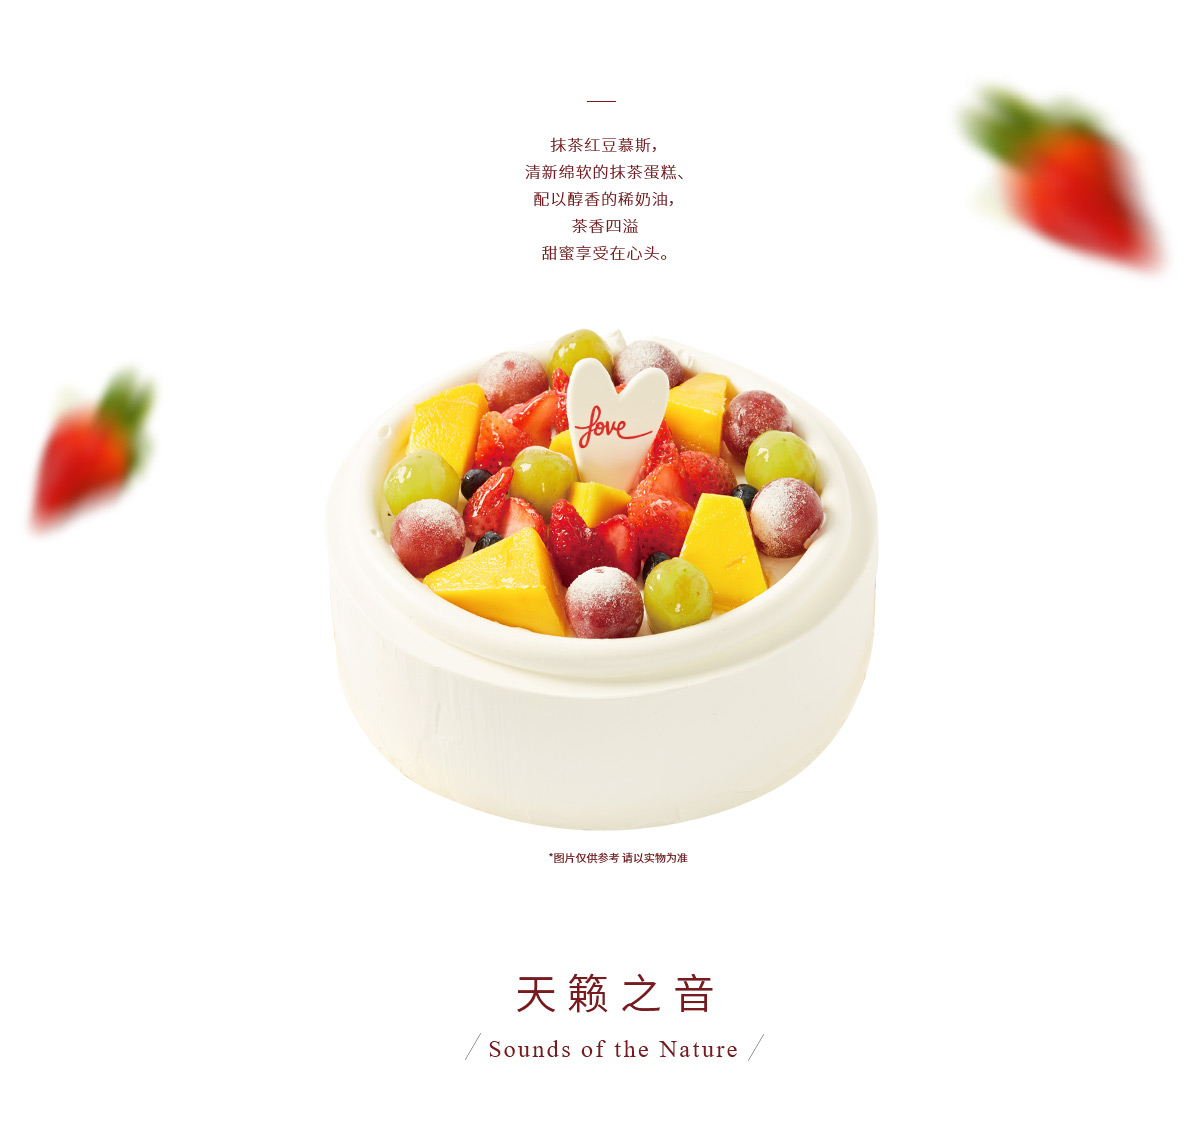 抹茶红豆慕斯，
清新绵软的抹茶蛋糕、
配以醇香的稀奶油，
茶香四溢
甜蜜享受在心头。
love
*图片仅供参考 请以实物为准
天籁之音
Sounds of the Nature